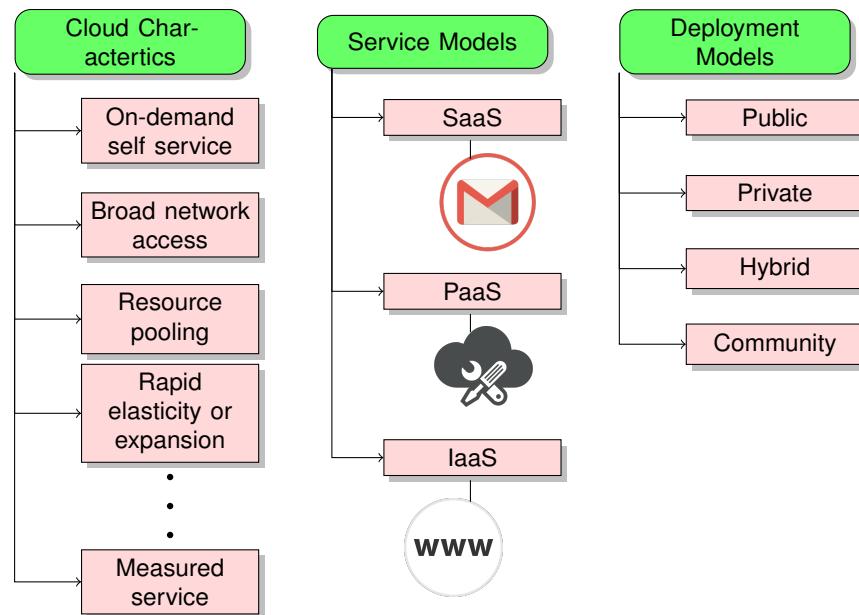 Cloud Char-
actertics
On-demand
self service
Broad network
access
Resource
pooling
Rapid
elasticity or
expansion
Measured
service
Service Models
SaaS
PaaS
IaaS
www
Deployment
Models
Public
Private
Hybrid
Community